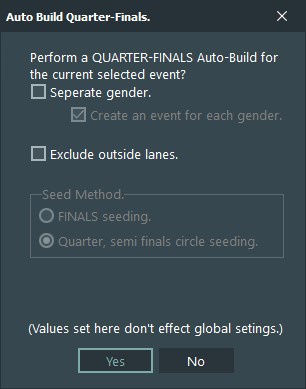 Auto Build Quarter-Finals.
Perform a QUARTER-FINALS Auto-Build for
the current selected event?
Seperate gender.
Create an event for each gender.
Exclude outside lanes.
Seed Method.
FINALS seeding.
Quarter, semi finals circle seeding.
(Values set here don't effect global setings.)
Yes
No